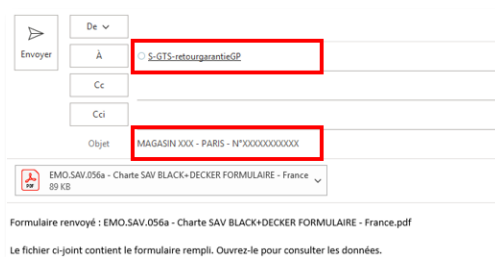 De
Envoyer
À
S-GTS-retourgarantieGP
Cc
Cci
Objet
MAGASIN XXX - PARIS - N°XXXXXXXXXXX
EMO.SAV.056a - Charte SAV BLACK+DECKER FORMULAIRE - France
PDF
89 KB
Formulaire renvoyé : EMO.SAV.056a - Charte SAV BLACK+DECKER FORMULAIRE - France.pdf
Le fichier ci-joint contient le formulaire rempli. Ouvrez-le pour consulter les données.